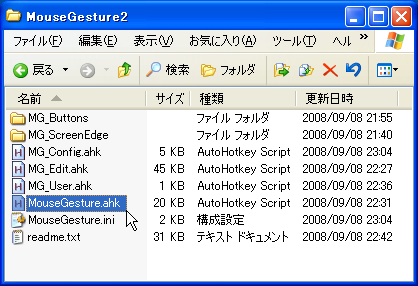 MouseGesture2
ファイル(F) 編集(E) 表示(V) お気に入り(A) ツール(T) ヘル »
戻る 検索 フォルダ
名前 サイズ 種類 更新日時
MG_Buttons ファイル フォルダ 2008/09/08 21:55
MG_ScreenEdge ファイル フォルダ 2008/09/08 21:40
MG_Config.ahk 5 KB AutoHotkey Script 2008/09/08 23:04
MG_Edit.ahk 45 KB AutoHotkey Script 2008/09/08 22:27
MG_User.ahk 1 KB AutoHotkey Script 2008/09/08 22:36
MouseGesture.ahk 20 KB AutoHotkey Script 2008/09/08 22:31
MouseGesture.ini 2 KB 構成設定 2008/09/08 23:04
readme.txt 31 KB テキスト ドキュメント 2008/09/08 22:42